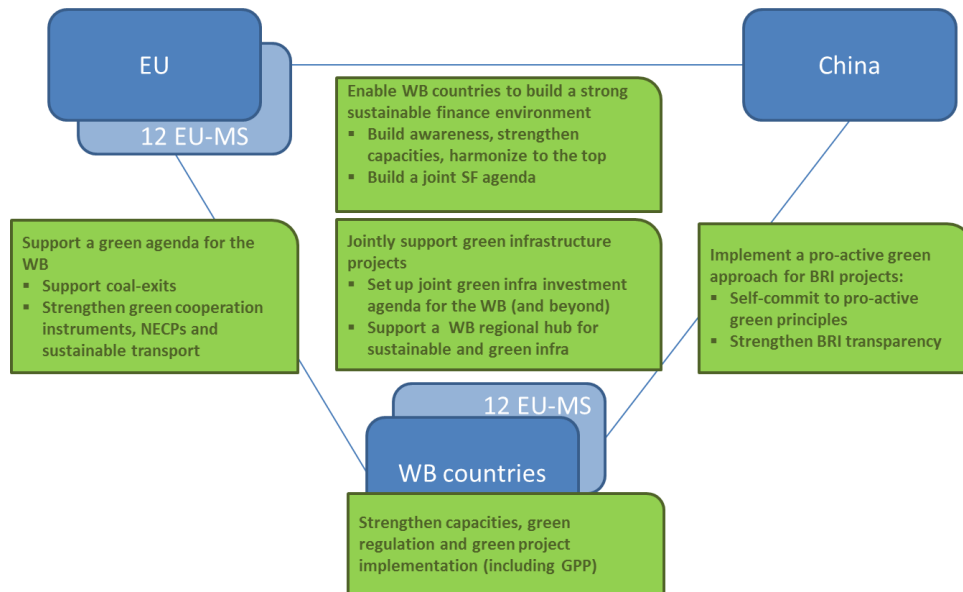 EU
12 EU-MS
China
Enable WB countries to build a strong
sustainable finance environment
▪ Build awareness, strengthen
capacities, harmonize to the top
▪ Build a joint SF agenda
Support a green agenda for the
WB
▪ Support coal-exits
▪ Strengthen green cooperation
instruments, NECPs and
sustainable transport
Jointly support green infrastructure
projects
▪ Set up joint green infra investment
agenda for the WB (and beyond)
▪ Support a WB regional hub for
sustainable and green infra
Implement a pro-active green
approach for BRI projects:
▪ Self-commit to pro-active
green principles
▪ Strengthen BRI transparency
12 EU-MS
WB countries
Strengthen capacities, green
regulation and green project
implementation (including GPP)